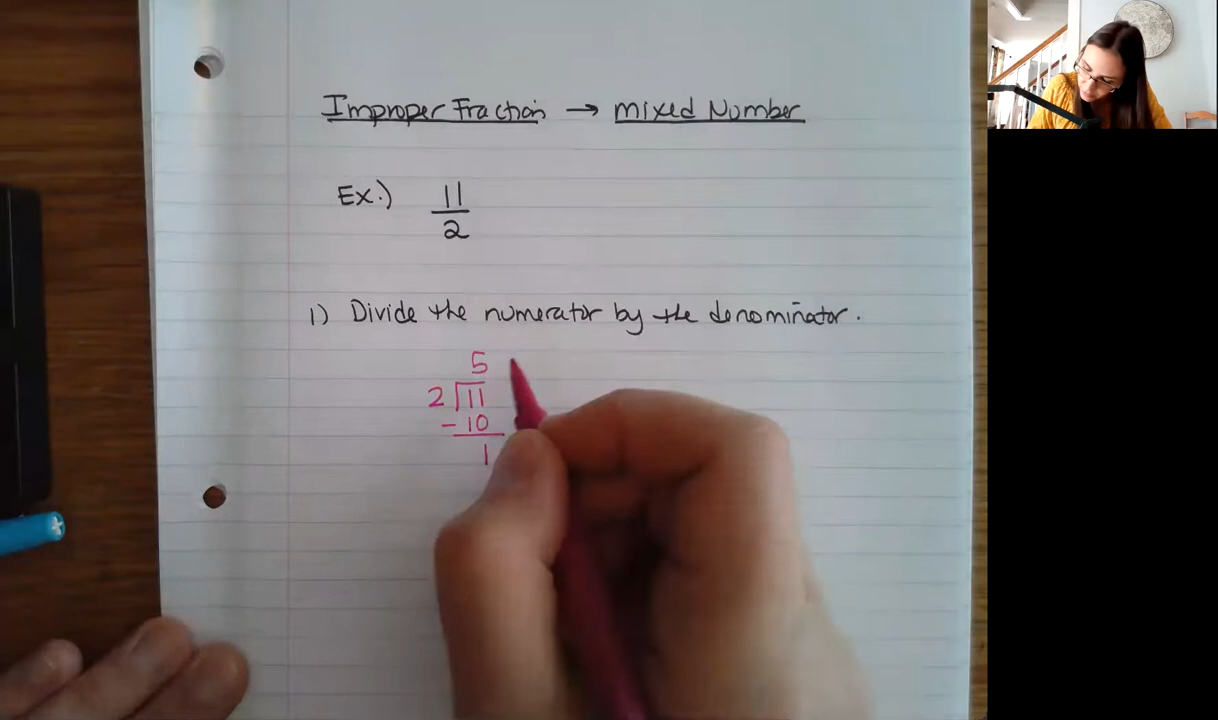 Improper Fraction → Mixed Number
Ex.) 11
2
1) Divide the numerator by the denominator.
5
2 11
- 10
1